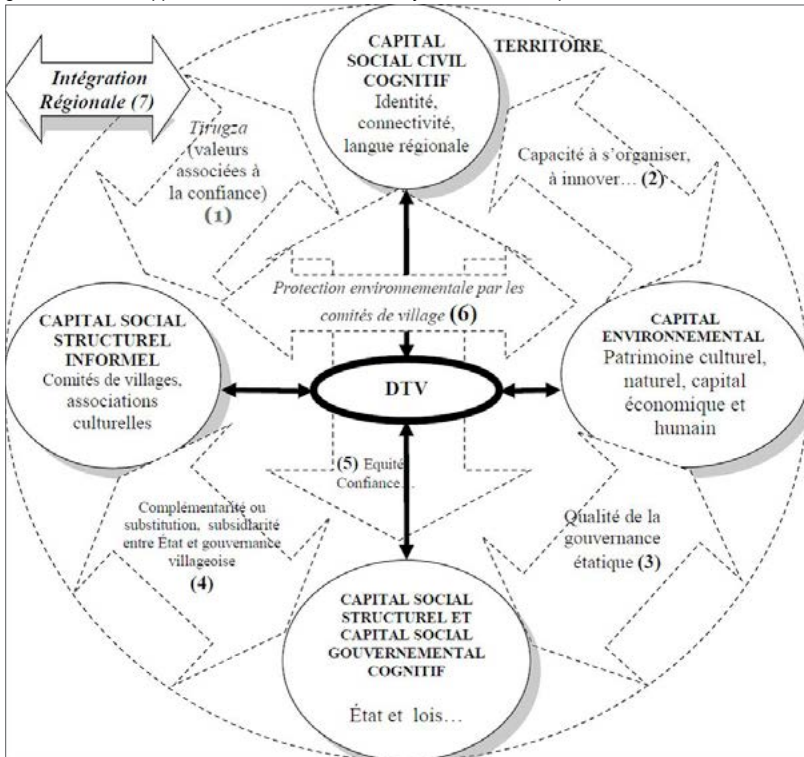 CAPITAL
SOCIAL CIVIL
COGNITIF
Identité,
connectivité,
langue régionale
TERRITOIRE
Intégration
Régionale (7)
Tirugza
(valeurs
associées à
la confiance)
(1)
Capacité à s'organiser,
à innover… (2)
Protection environnementale par les
comités de village (6)
CAPITAL SOCIAL
STRUCTUREL
INFORMEL
Comités de villages,
associations
culturelles
DTV
CAPITAL
ENVIRONNEMENTAL
Patrimoine culturel,
naturel, capital
économique et
humain
(5) Equité
Confiance…
Complémentarité ou
substitution, subsidiarité
entre État et gouvernance
villageoise
(4)
Qualité de la
gouvernance
étatique (3)
CAPITAL SOCIAL
STRUCTUREL ET
CAPITAL SOCIAL
GOUVERNEMENTAL
COGNITIF
État et lois…